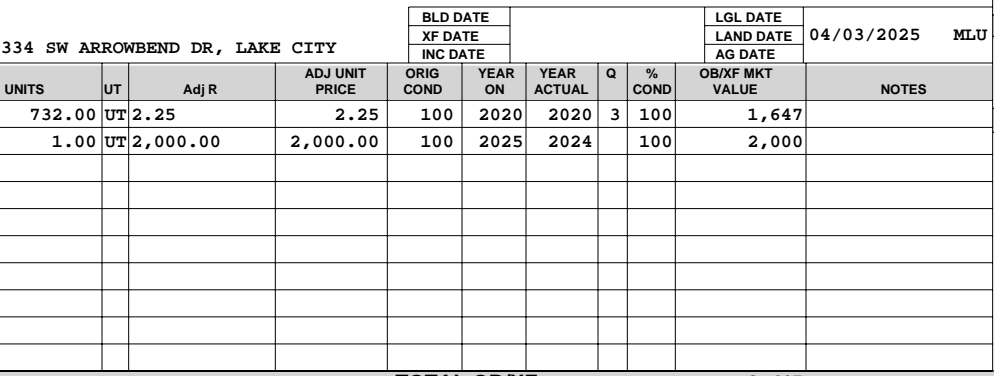 BLD DATE LGL DATE
XF DATE LAND DATE 04/03/2025 MLU
334 SW ARROWBEND DR, LAKE CITY INC DATE AG DATE
UNITS UT Adj R ADJ UNIT PRICE ORIG COND YEAR ON YEAR ACTUAL Q % COND OB/XF MKT VALUE NOTES
732.00 UT 2.25 2.25 100 2020 2020 3 100 1,647
1.00 UT 2,000.00 2,000.00 100 2025 2024 100 2,000
TOTAL OB/XF